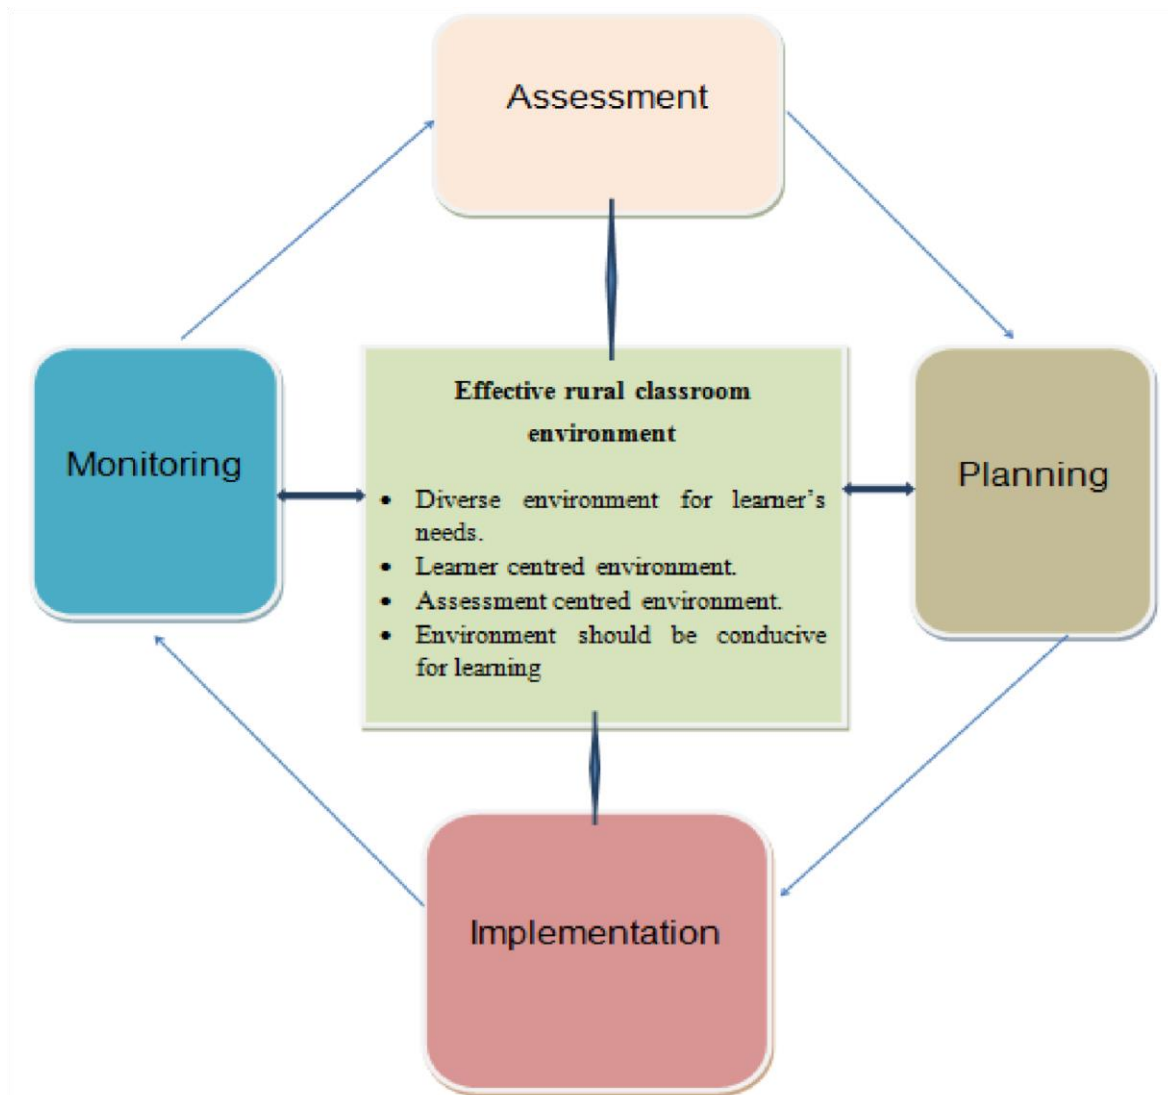 Assessment
Monitoring
Effective rural classroom
environment
• Diverse environment for learner’s
needs.
• Learner centred environment.
• Assessment centred environment.
• Environment should be conducive
for learning
Planning
Implementation